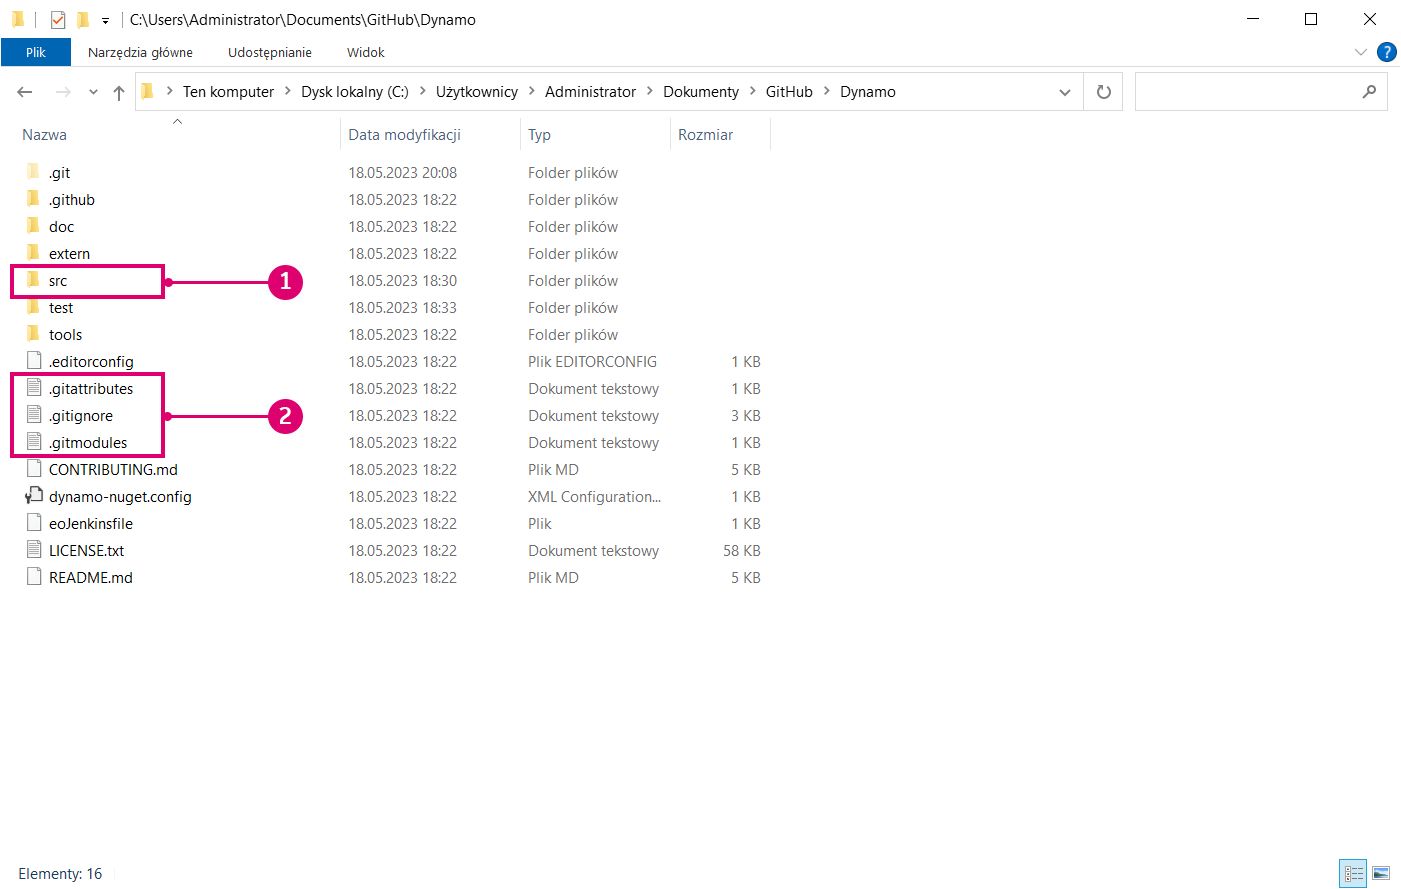 C:\Users\Administrator\Documents\GitHub\Dynamo
Plik Narzędzia główne Udostępnianie Widok ?
Ten komputer > Dysk lokalny (C:) > Użytkownicy > Administrator > Dokumenty > GitHub > Dynamo
Nazwa Data modyfikacji Typ Rozmiar
.git 18.05.2023 20:08 Folder plików
.github 18.05.2023 18:22 Folder plików
doc 18.05.2023 18:22 Folder plików
extern 18.05.2023 18:22 Folder plików
src 1 18.05.2023 18:30 Folder plików
test 18.05.2023 18:33 Folder plików
tools 18.05.2023 18:22 Folder plików
.editorconfig 18.05.2023 18:22 Plik EDITORCONFIG 1 KB
.gitattributes 18.05.2023 18:22 Dokument tekstowy 1 KB
.gitignore 2 18.05.2023 18:22 Dokument tekstowy 3 KB
.gitmodules 18.05.2023 18:22 Dokument tekstowy 1 KB
CONTRIBUTING.md 18.05.2023 18:22 Plik MD 5 KB
dynamo-nuget.config 18.05.2023 18:22 XML Configuration... 1 KB
eoJenkinsfile 18.05.2023 18:22 Plik 1 KB
LICENSE.txt 18.05.2023 18:22 Dokument tekstowy 58 KB
README.md 18.05.2023 18:22 Plik MD 5 KB
Elementy: 16